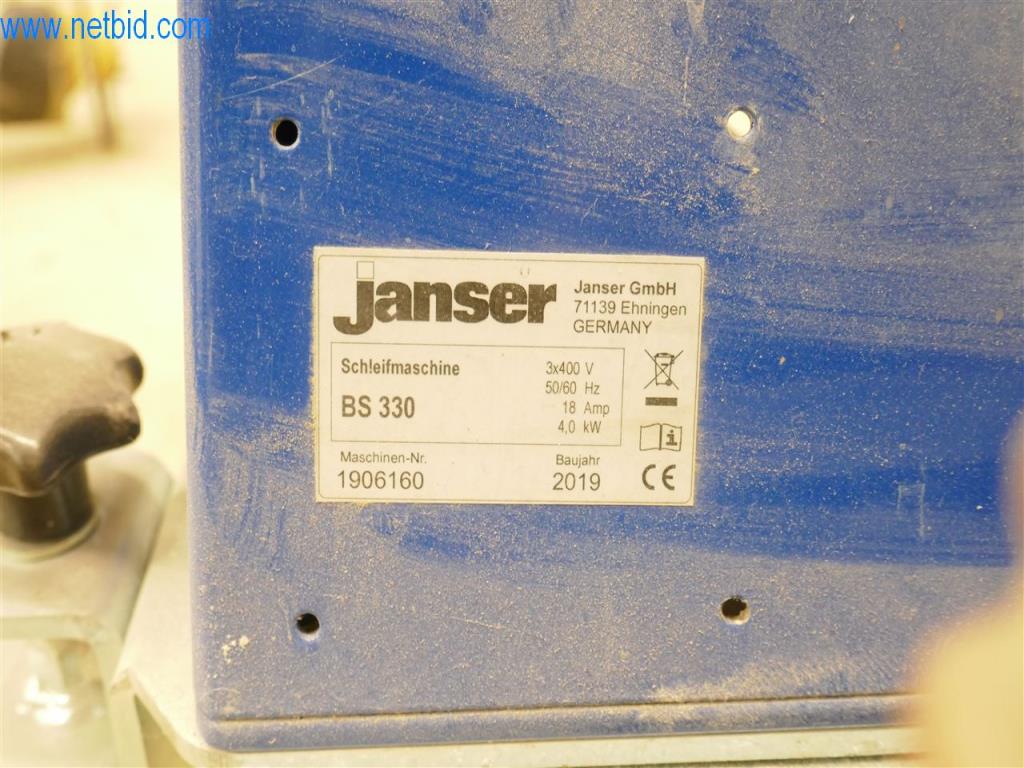 www.netbid.com
janser
Janser GmbH
71139 Ehningen
GERMANY
Schleifmaschine
BS 330
3x400 V
50/60 Hz
18 Amp
4,0 kW
i
Maschinen-Nr.
1906160
Baujahr
2019
CE